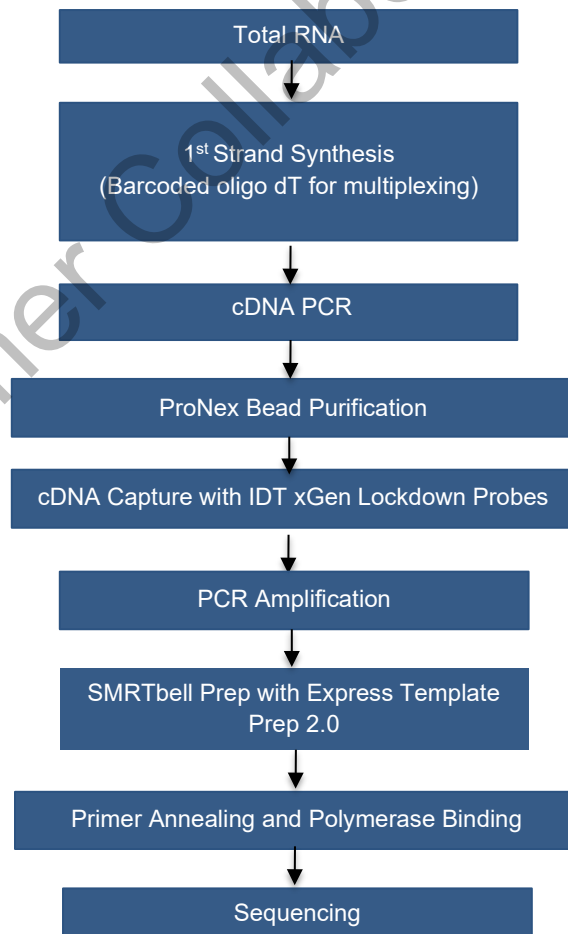 Total RNA
1st Strand Synthesis
(Barcoded oligo dT for multiplexing)
cDNA PCR
ProNex Bead Purification
cDNA Capture with IDT xGen Lockdown Probes
PCR Amplification
SMRTbell Prep with Express Template
Prep 2.0
Primer Annealing and Polymerase Binding
Sequencing